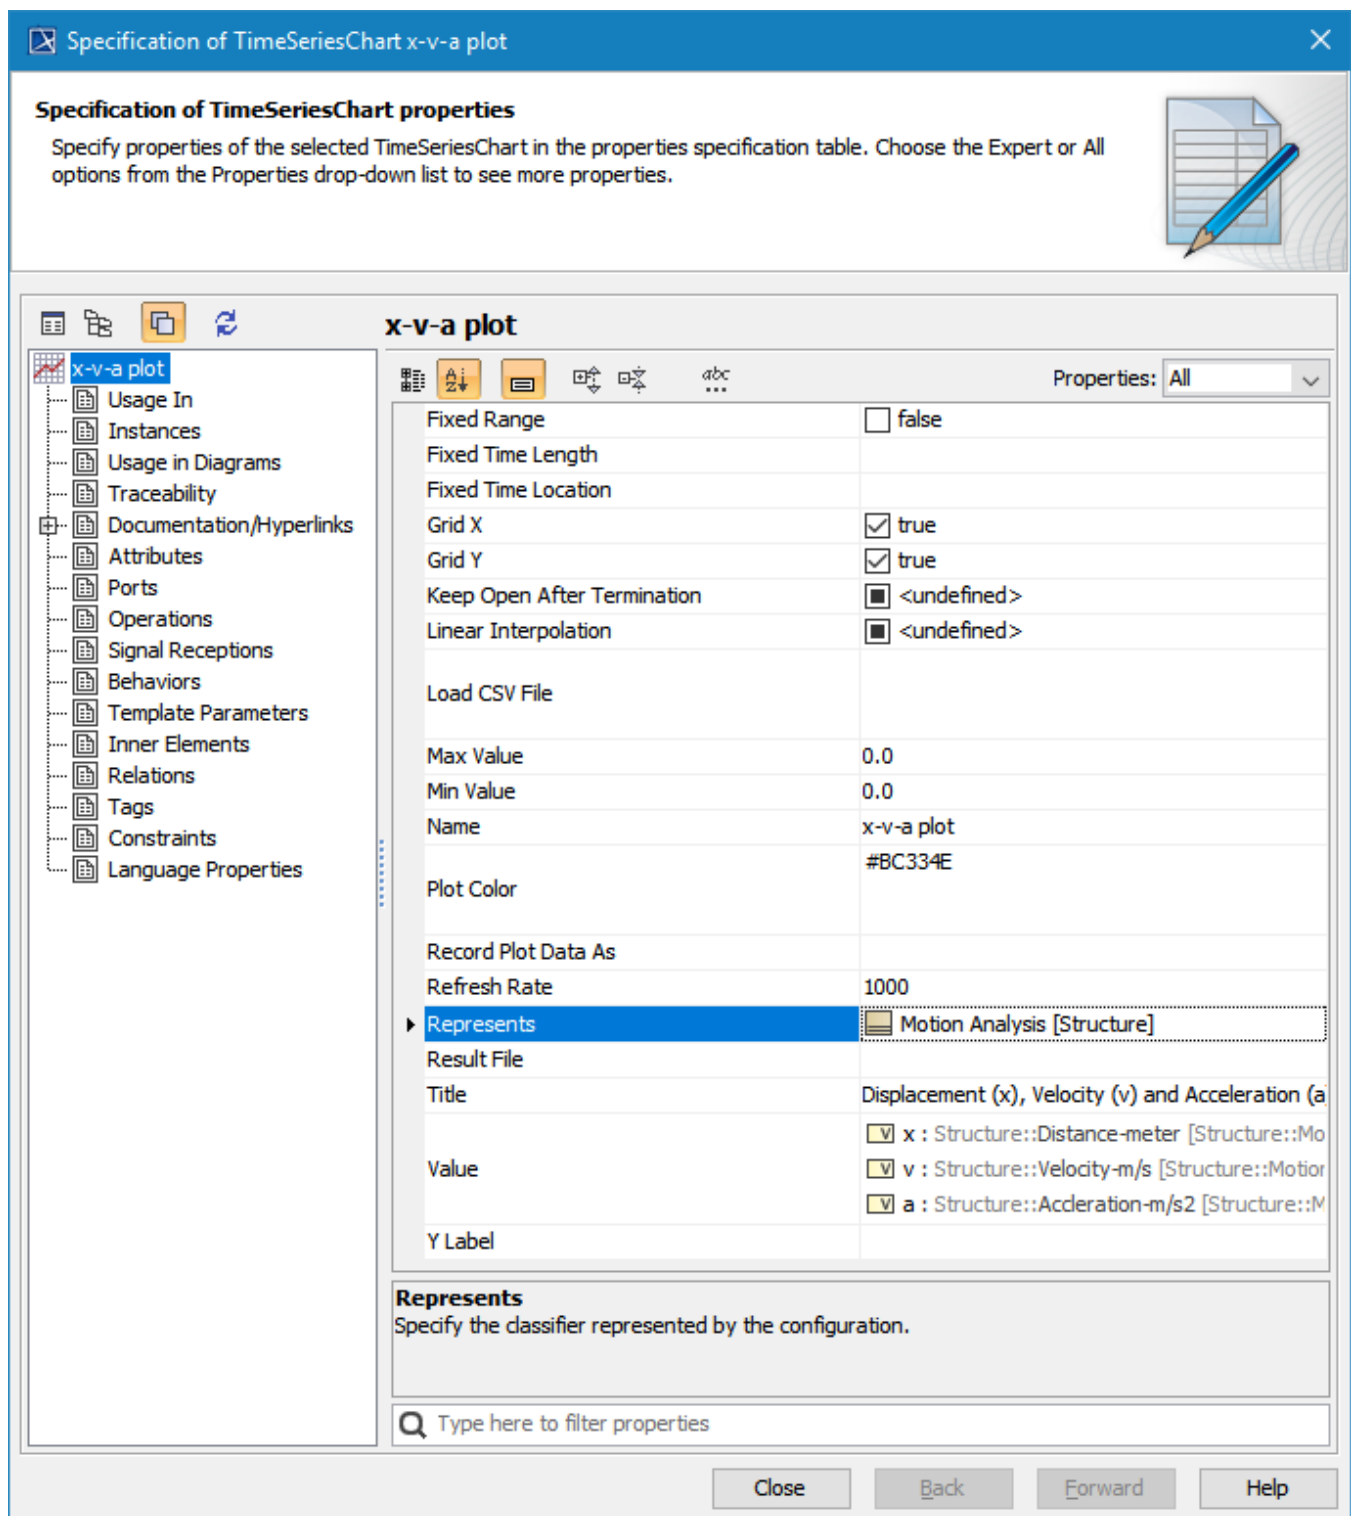 Specification of TimeSeriesChart x-v-a plot
Specification of TimeSeriesChart properties
Specify properties of the selected TimeSeriesChart in the properties specification table. Choose the Expert or All
options from the Properties drop-down list to see more properties.
x-v-a plot
x-v-a plot
Usage In
Instances
Usage in Diagrams
Traceability
Documentation/Hyperlinks
Attributes
Ports
Operations
Signal Receptions
Behaviors
Template Parameters
Inner Elements
Relations
Tags
Constraints
Language Properties
Properties: All
Fixed Range false
Fixed Time Length
Fixed Time Location
Grid X true
Grid Y true
Keep Open After Termination <undefined>
Linear Interpolation <undefined>
Load CSV File
Max Value 0.0
Min Value 0.0
Name x-v-a plot
Plot Color #BC334E
Record Plot Data As
Refresh Rate 1000
Represents Motion Analysis [Structure]
Result File
Title Displacement (x), Velocity (v) and Acceleration (a
Value
x : Structure::Distance-meter [Structure::Mo
v : Structure::Velocity-m/s [Structure::Motion
a : Structure::Accleration-m/s2 [Structure::M
Y Label
Represents
Specify the classifier represented by the configuration.
Type here to filter properties
Close Back Forward Help